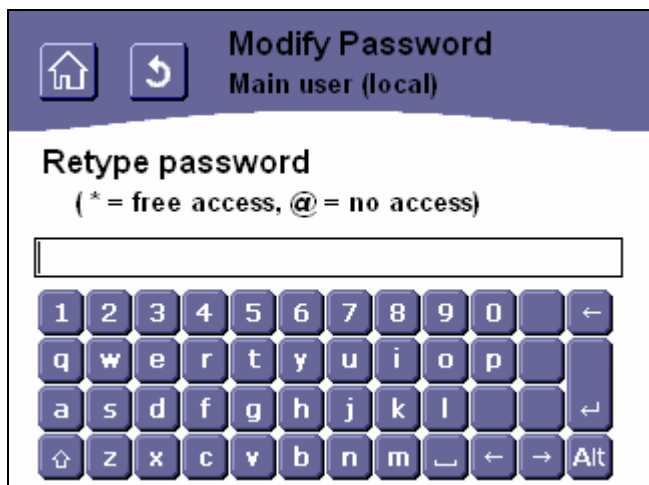 Modify Password
Main user (local)
Retype password
( * = free access, @ = no access)
1 2 3 4 5 6 7 8 9 0 ←
q w e r t y u i o p
a s d f g h j k l ↵
⇧ z x c v b n m ⎵ ← → Alt